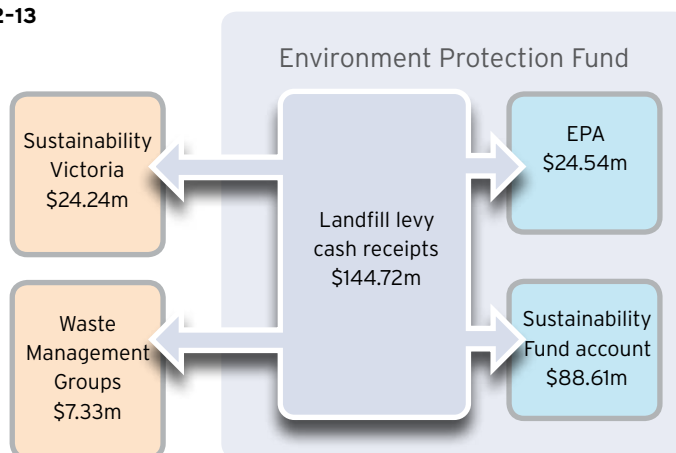 2–13
Environment Protection Fund
Sustainability
Victoria
$24.24m
EPA
$24.54m
Landfill levy
cash receipts
$144.72m
Waste
Management
Groups
$7.33m
Sustainability
Fund account
$88.61m